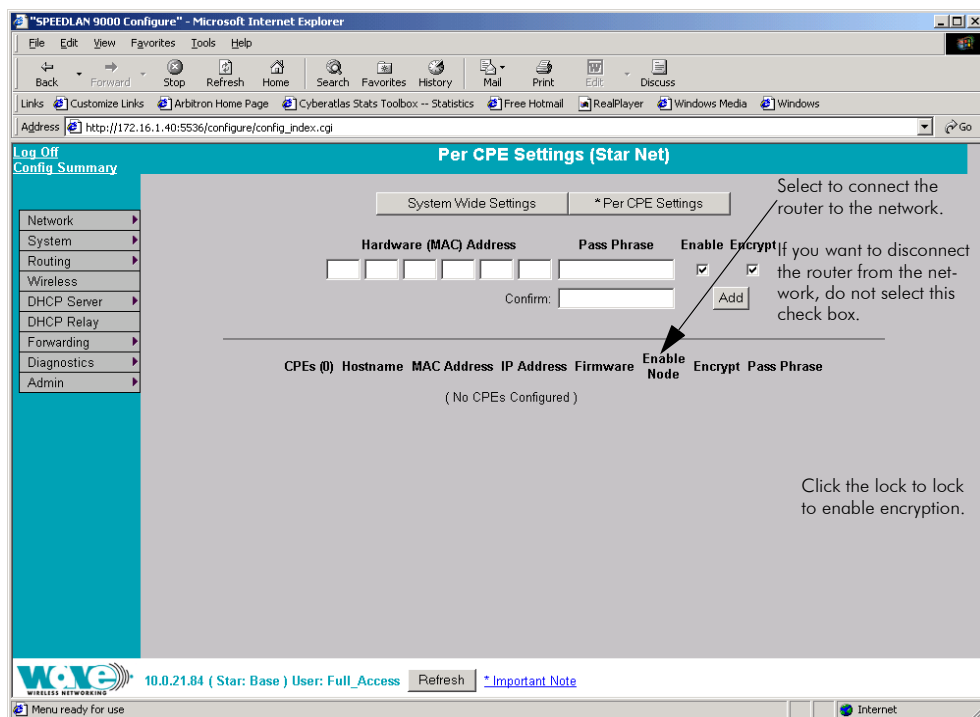 "SPEEDLAN 9000 Configure" - Microsoft Internet Explorer
File Edit View Favorites Tools Help
Back Forward Stop Refresh Home Search Favorites History Mail Print Edit Discuss
Links Customize Links Arbitron Home Page Cyberatlas Stats Toolbox -- Statistics Free Hotmail RealPlayer Windows Media Windows
Address http://172.16.1.40:5536/configure/config_index.cgi Go
Log Off
Config Summary
Per CPE Settings (Star Net)
System Wide Settings * Per CPE Settings
Select to connect the
router to the network.
If you want to disconnect
the router from the net-
work, do not select this
check box.
Network
System
Routing
Wireless
DHCP Server
DHCP Relay
Forwarding
Diagnostics
Admin
Hardware (MAC) Address Pass Phrase Enable Encrypt
Confirm: Add
CPEs (0) Hostname MAC Address IP Address Firmware Enable Node Encrypt Pass Phrase
( No CPEs Configured )
Click the lock to lock
to enable encryption.
Wave
WIRELESS NETWORKING
10.0.21.84 ( Star: Base ) User: Full_Access Refresh * Important Note
Menu ready for use Internet